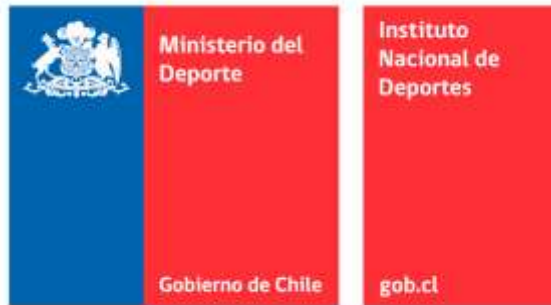 Ministerio del
Deporte
Gobierno de Chile
Instituto
Nacional de
Deportes
gob.cl